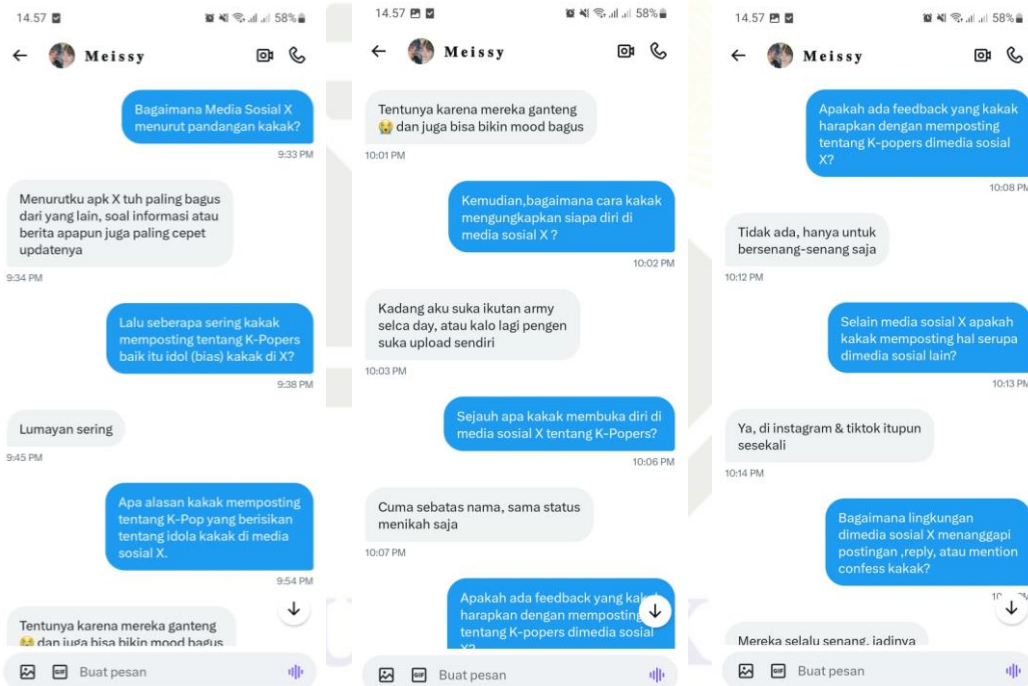 14.57
58%
Meissy
Bagaimana Media Sosial X
menurut pandangan kakak?
9:33 PM
Menurutku apk X tuh paling bagus
dari yang lain, soal informasi atau
berita apapun juga paling cepet
updatenya
9:34 PM
Lalu seberapa sering kakak
memposting tentang K-Popers
baik itu idol (bias) kakak di X?
9:38 PM
Lumayan sering
9:45 PM
Apa alasan kakak memposting
tentang K-Pop yang berisikan
tentang idola kakak di media
sosial X.
9:54 PM
Tentunya karena mereka ganteng
😭 dan juga bisa bikin mood bagus
GIF
Buat pesan
14.57
58%
Meissy
Tentunya karena mereka ganteng
😭 dan juga bisa bikin mood bagus
10:01 PM
Kemudian,bagaimana cara kakak
mengungkapkan siapa diri di
media sosial X ?
10:02 PM
Kadang aku suka ikutan army
selca day, atau kalo lagi pengen
suka upload sendiri
10:03 PM
Sejauh apa kakak membuka diri di
media sosial X tentang K-Popers?
10:06 PM
Cuma sebatas nama, sama status
menikah saja
10:07 PM
Apakah ada feedback yang kakak
harapkan dengan memposting
tentang K-popers dimedia sosial
X?
GIF
Buat pesan
14.57
58%
Meissy
Apakah ada feedback yang kakak
harapkan dengan memposting
tentang K-popers dimedia sosial
X?
10:08 PM
Tidak ada, hanya untuk
bersenang-senang saja
10:12 PM
Selain media sosial X apakah
kakak memposting hal serupa
dimedia sosial lain?
10:13 PM
Ya, di instagram & tiktok itupun
sesekali
10:14 PM
Bagaimana lingkungan
dimedia sosial X menanggapi
postingan ,reply, atau mention
confess kakak?
Mereka selalu senang, jadinya
GIF
Buat pesan